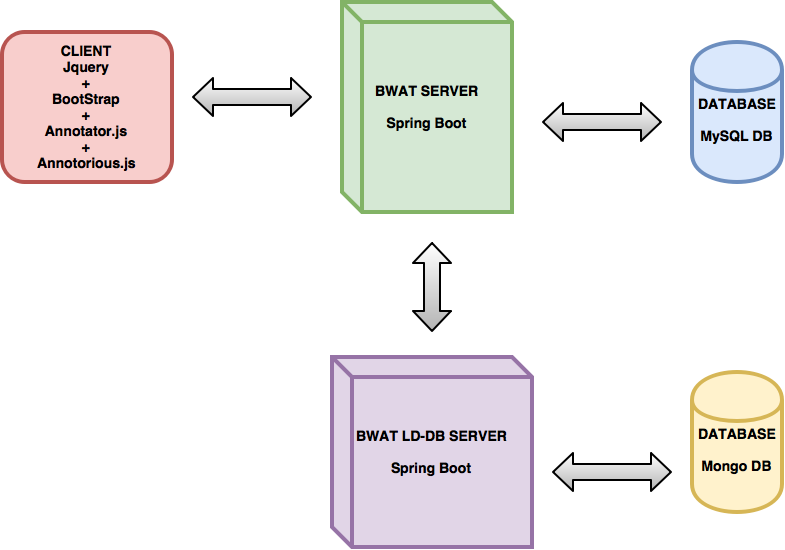 CLIENT
Jquery
+
BootStrap
+
Annotator.js
+
Annotorious.js
BWAT SERVER
Spring Boot
DATABASE
MySQL DB
BWAT LD-DB SERVER
Spring Boot
DATABASE
Mongo DB